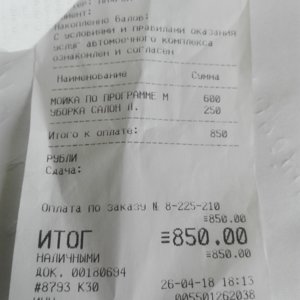 Накоплено балов:
С условиями и правилами оказания
услуг автомоечного комплекса
ознакомлен и согласен
Наименование Сумма
МОЙКА ПО ПРОГРАММЕ М 600
УБОРКА САЛОН Л. 250
Итого к оплате: 850
РУБЛИ
Сдача:
Оплата по заказу № 8-225-210
≡850.00
≡850.00
ИТОГ ≡850.00
НАЛИЧНЫМИ
ДОК. 00180694 26-04-18 18:13
#8793 К30 005501262038